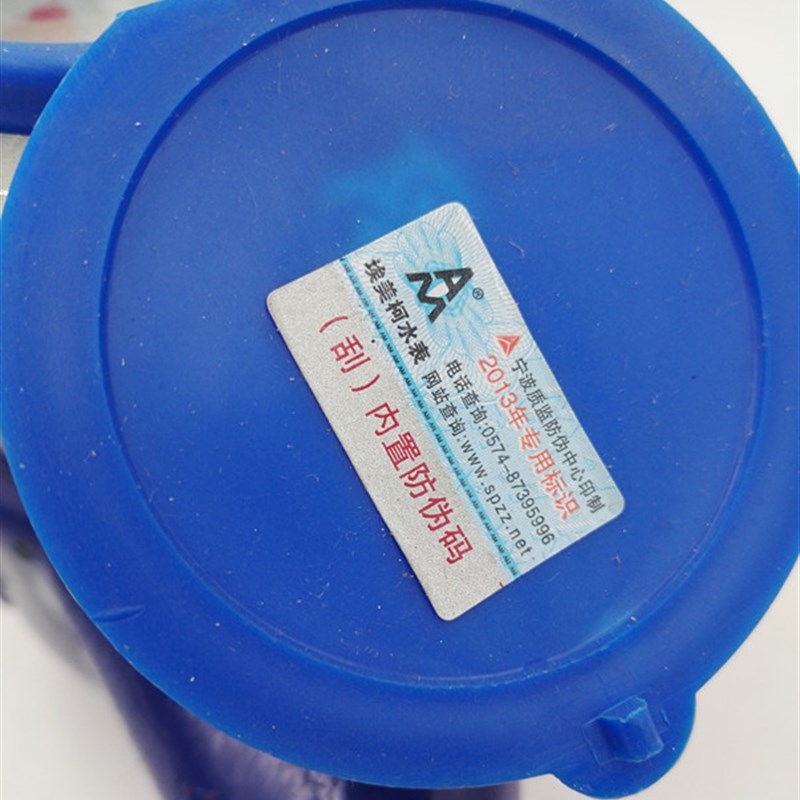 AM®
埃美柯水表
宁波质监防伪中心印制
2013年专用标识
电话查询:0574-87395996
网站查询:www.spzz.net
（刮）内置防伪码